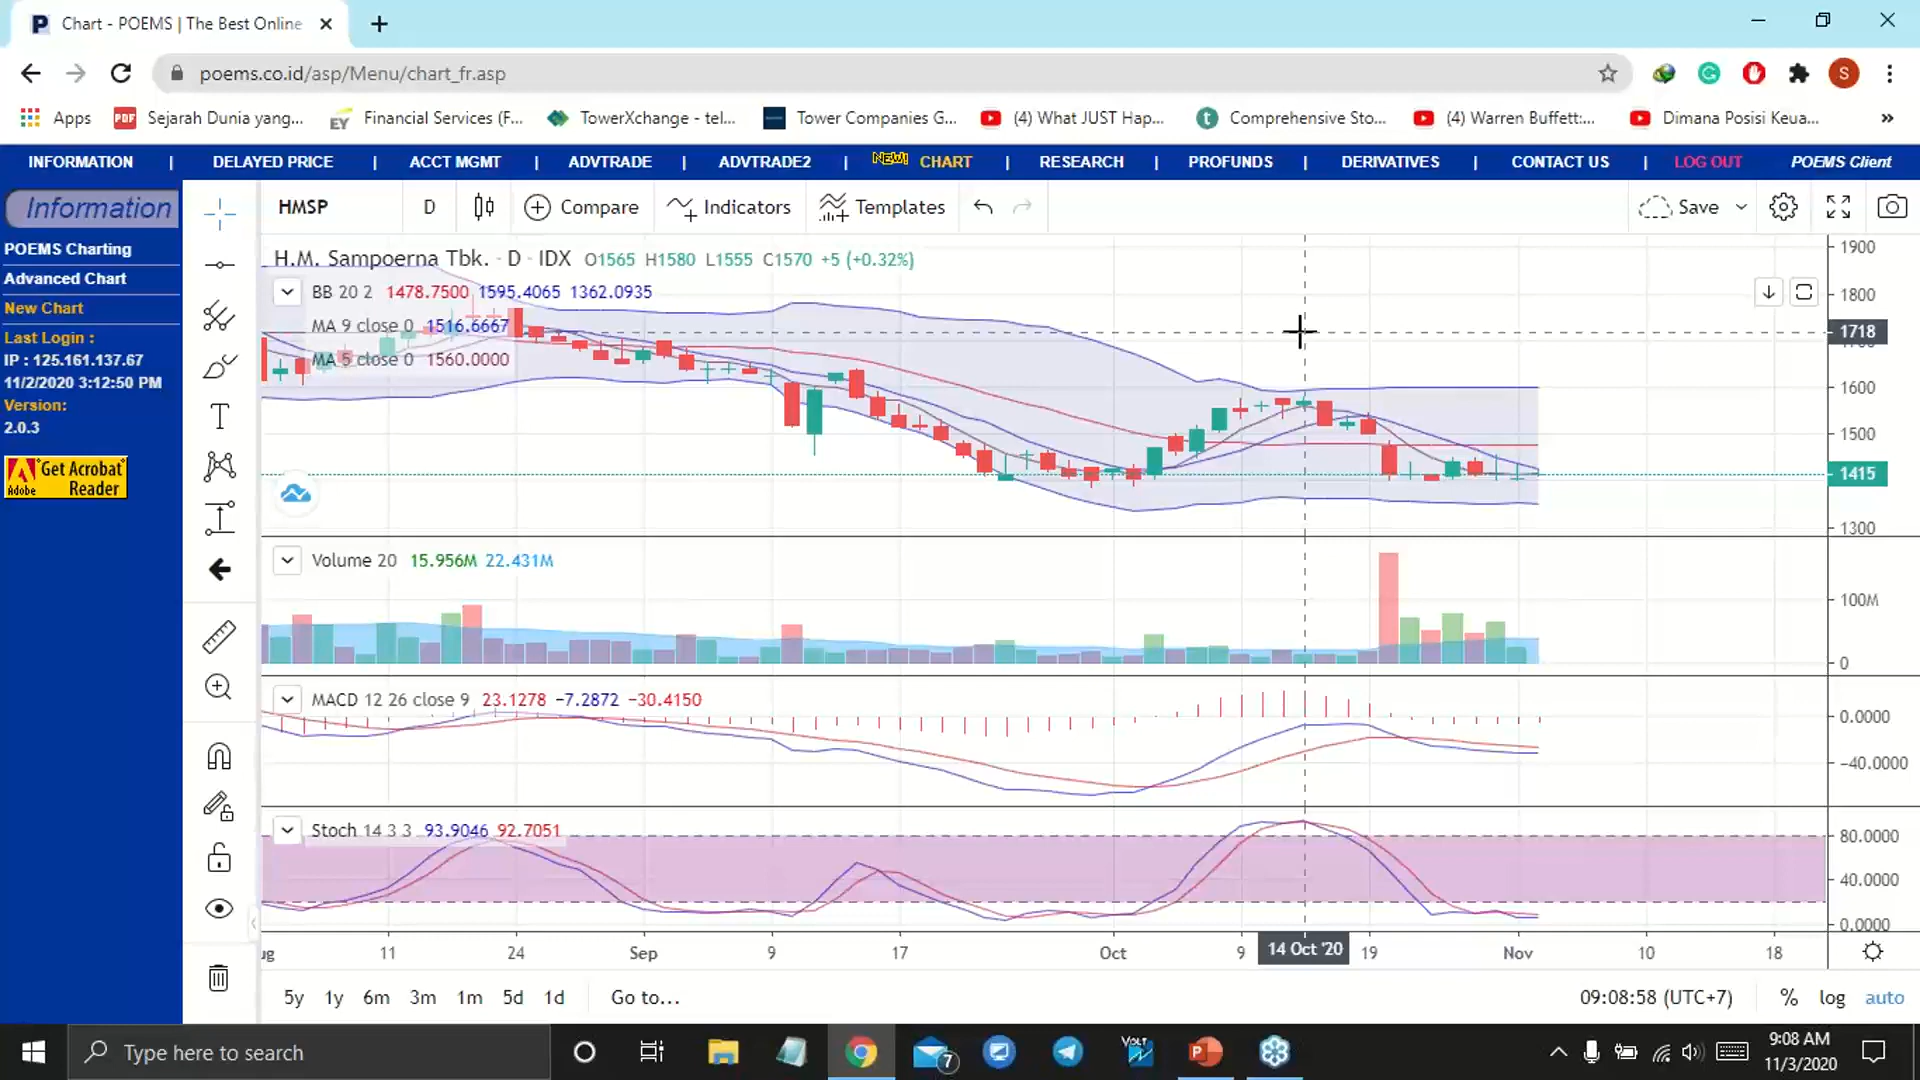 Chart - POEMS | The Best Online
poems.co.id/asp/Menu/chart_fr.asp
S
Apps
PDF Sejarah Dunia yang...
EY Financial Services (F...
TowerXchange - tel...
Tower Companies G...
(4) What JUST Hap...
Comprehensive Sto...
(4) Warren Buffett:...
Dimana Posisi Keua...
»
INFORMATION | DELAYED PRICE | ACCT MGMT | ADVTRADE | ADVTRADE2 | NEW! CHART | RESEARCH | PROFUNDS | DERIVATIVES | CONTACT US | LOG OUT POEMS Client
Information
POEMS Charting
Advanced Chart
New Chart
Last Login :
IP : 125.161.137.67
11/2/2020 3:12:50 PM
Version:
2.0.3
Get Acrobat
Adobe Reader
HMSP D Compare Indicators Templates Save
H.M. Sampoerna Tbk. - D - IDX O1565 H1580 L1555 C1570 +5 (+0.32%)
BB 20 2 1478.7500 1595.4065 1362.0935
MA 9 close 0 1516.6667
MA 5 close 0 1560.0000
1900
1800
1718
1600
1500
1415
1300
Volume 20 15.956M 22.431M
100M
0
MACD 12 26 close 9 23.1278 −7.2872 −30.4150
0.0000
−40.0000
Stoch 14 3 3 93.9046 92.7051
80.0000
40.0000
0.0000
ug 11 24 Sep 9 17 Oct 9 14 Oct '20 19 Nov 10 18
5y 1y 6m 3m 1m 5d 1d Go to... 09:08:58 (UTC+7) % log auto
Type here to search
7
VOLT
9:08 AM
11/3/2020